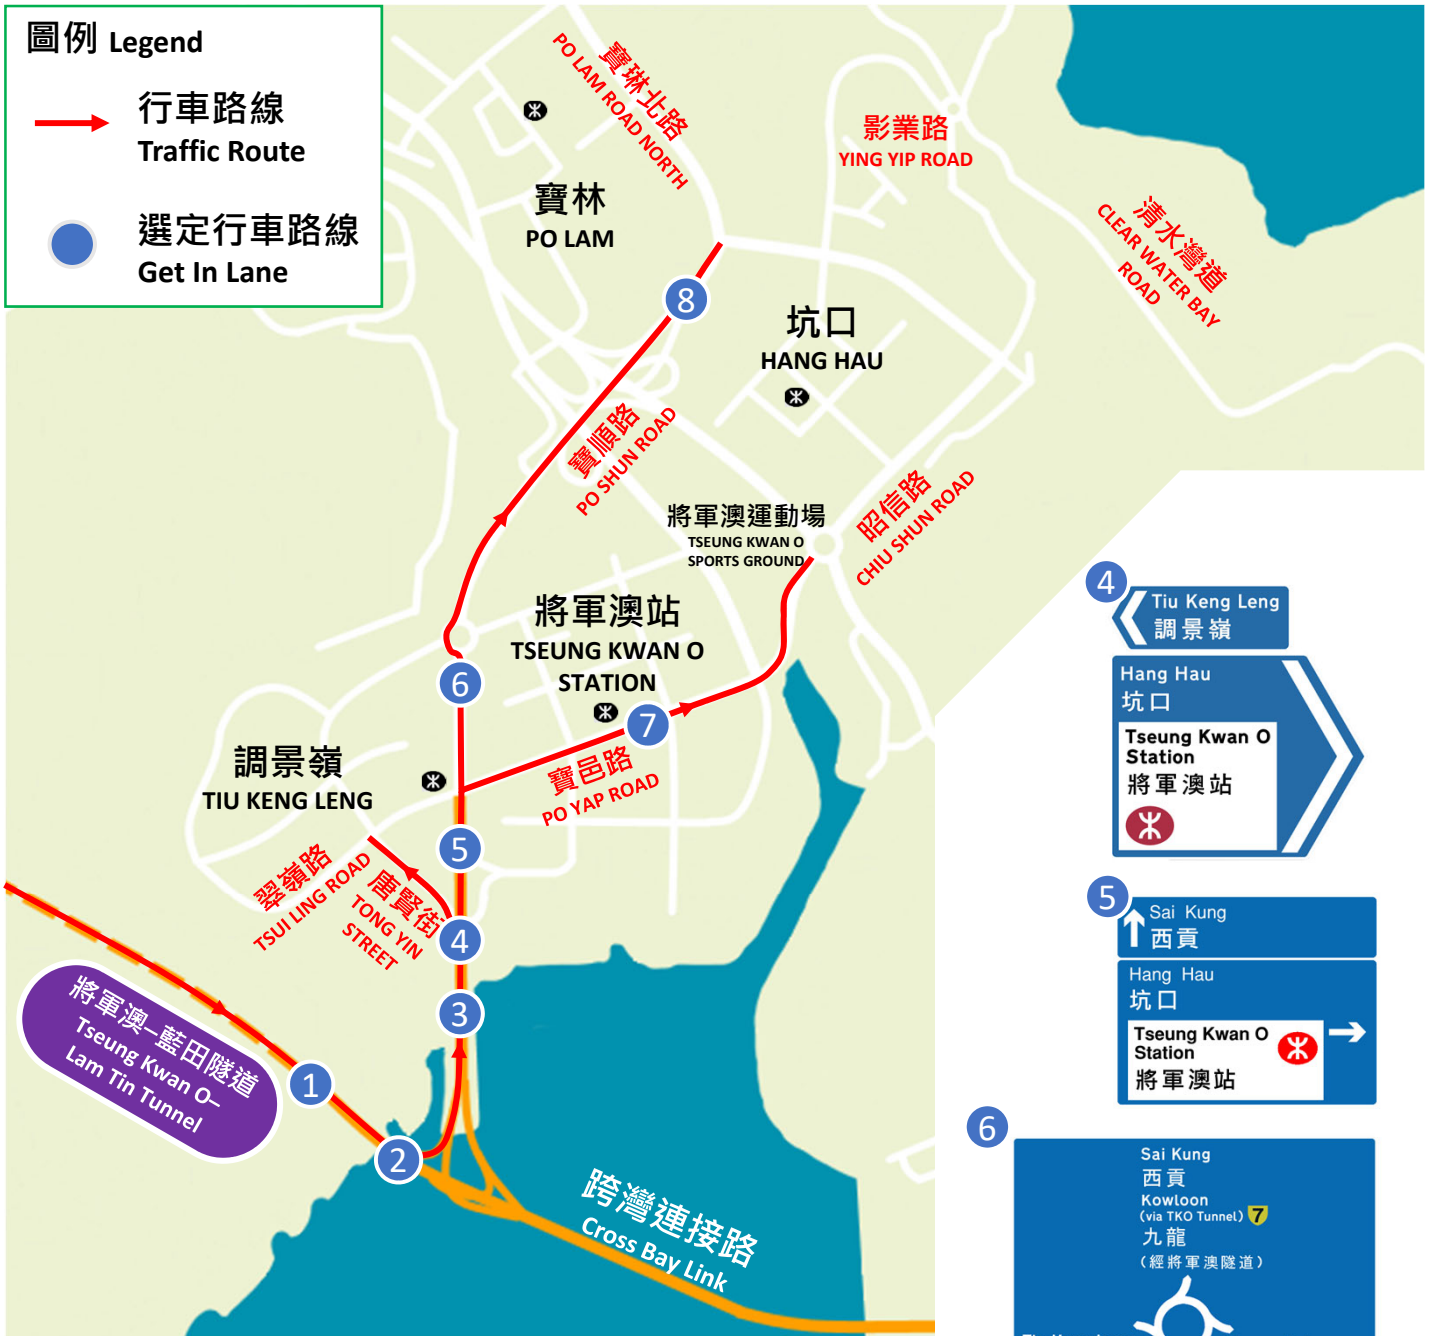 圖例 Legend
行車路線
Traffic Route
選定行車路線
Get In Lane
寶琳北路
PO LAM ROAD NORTH
影業路
YING YIP ROAD
清水灣道
CLEAR WATER BAY
ROAD
寶林
PO LAM
8
坑口
HANG HAU
寶順路
PO SHUN ROAD
昭信路
CHIU SHUN ROAD
將軍澳運動場
TSEUNG KWAN O
SPORTS GROUND
將軍澳站
TSEUNG KWAN O
STATION
6
7
寶邑路
PO YAP ROAD
調景嶺
TIU KENG LENG
5
翠嶺路
TSUI LING ROAD
唐賢街
TONG YIN
STREET
4
3
將軍澳–藍田隧道
Tseung Kwan O–
Lam Tin Tunnel
1
2
跨灣連接路
Cross Bay Link
4
Tiu Keng Leng
調景嶺
Hang Hau
坑口
Tseung Kwan O
Station
將軍澳站
5
Sai Kung
西貢
Hang Hau
坑口
Tseung Kwan O
Station
將軍澳站
6
Sai Kung
西貢
Kowloon
(via TKO Tunnel) 7
九龍
(經將軍澳隧道)